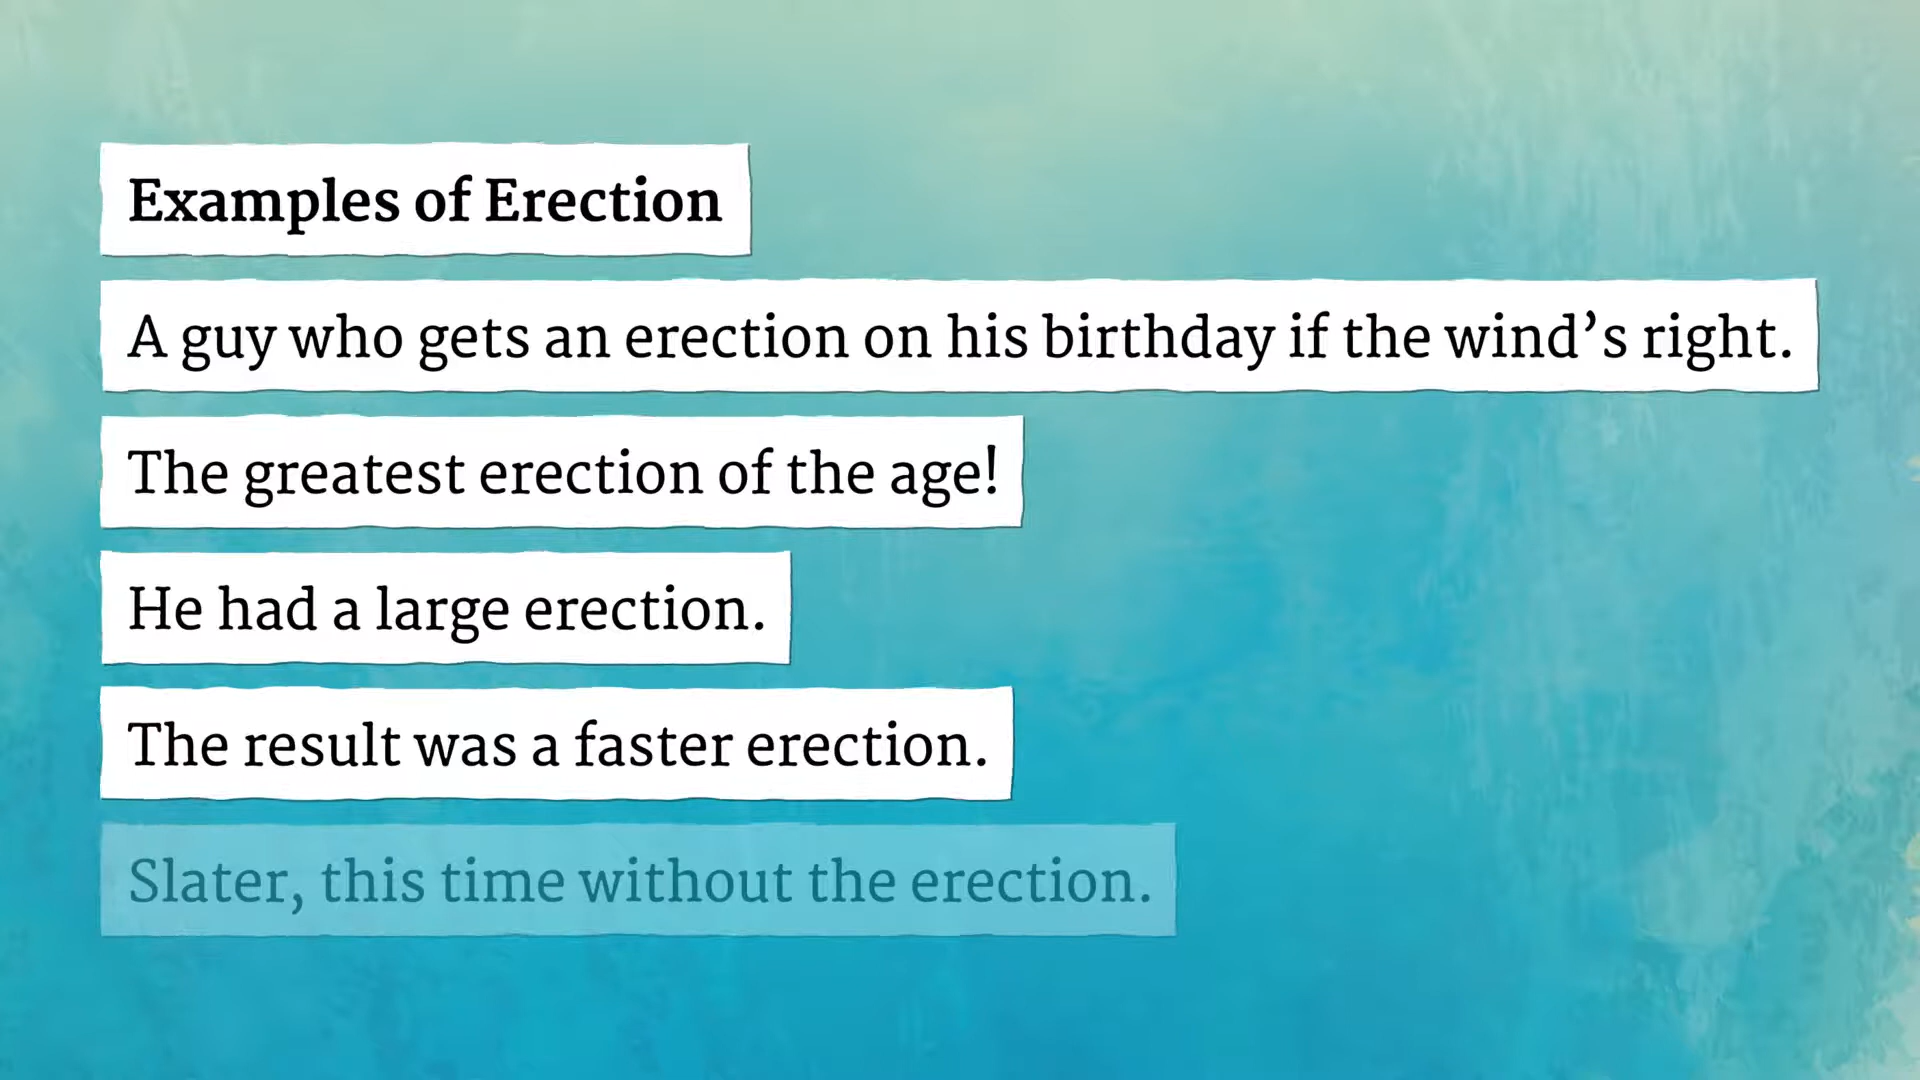 Examples of Erection
A guy who gets an erection on his birthday if the wind’s right.
The greatest erection of the age!
He had a large erection.
The result was a faster erection.
Slater, this time without the erection.